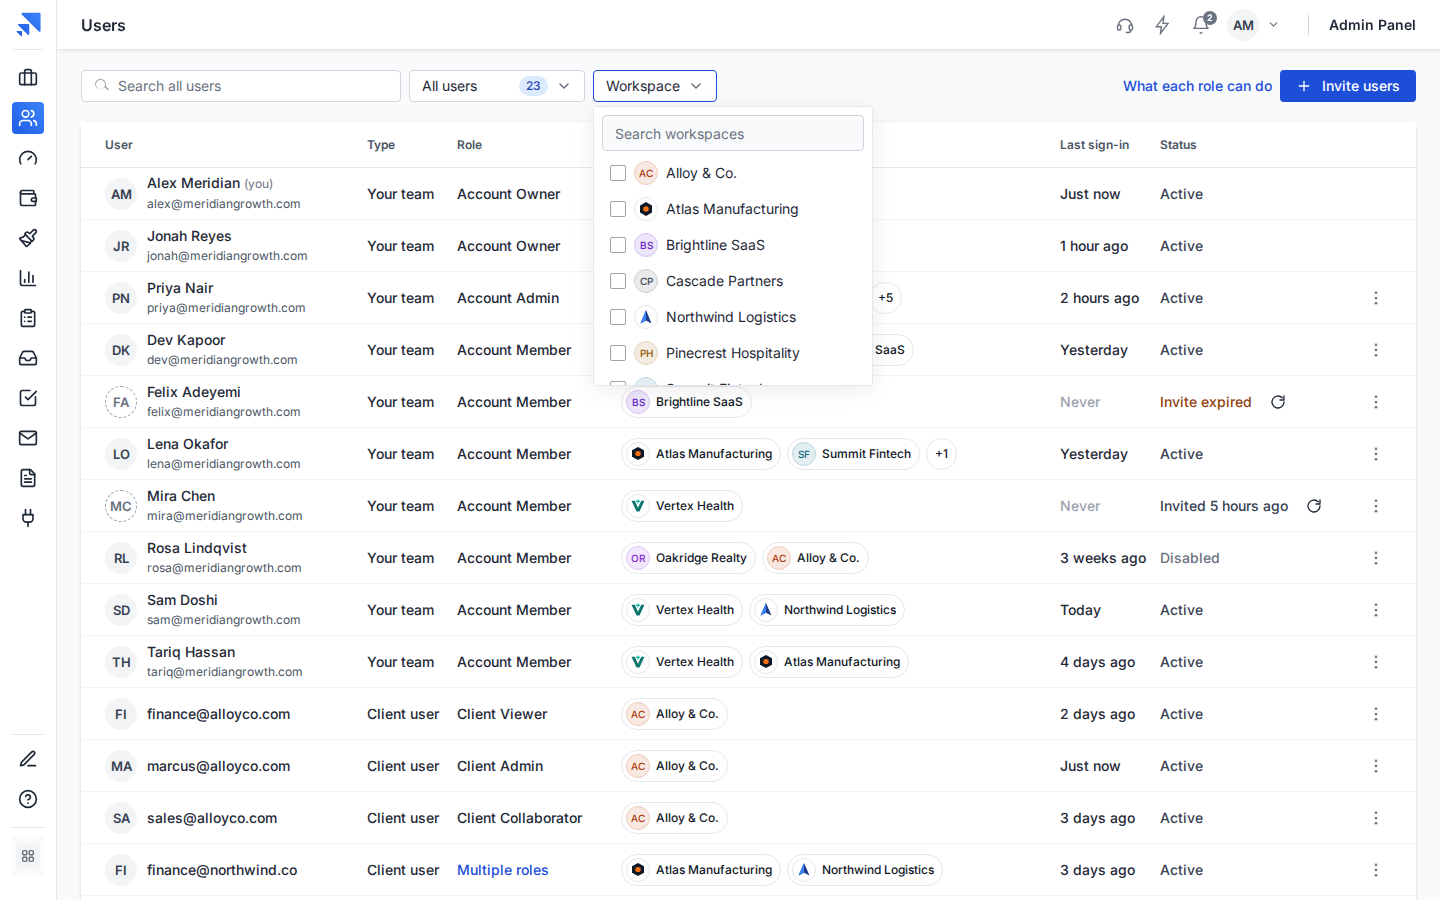 Users
2
AM
Admin Panel
Search all users
All users 23
Workspace
What each role can do
Invite users
Search workspaces
AC Alloy & Co.
Atlas Manufacturing
BS Brightline SaaS
CP Cascade Partners
Northwind Logistics
PH Pinecrest Hospitality
User Type Role Last sign-in Status
AM Alex Meridian (you)
alex@meridiangrowth.com
Your team Account Owner Just now Active
JR Jonah Reyes
jonah@meridiangrowth.com
Your team Account Owner 1 hour ago Active
PN Priya Nair
priya@meridiangrowth.com
Your team Account Admin +5 2 hours ago Active
DK Dev Kapoor
dev@meridiangrowth.com
Your team Account Member SaaS Yesterday Active
FA Felix Adeyemi
felix@meridiangrowth.com
Your team Account Member BS Brightline SaaS Never Invite expired
LO Lena Okafor
lena@meridiangrowth.com
Your team Account Member Atlas Manufacturing SF Summit Fintech +1 Yesterday Active
MC Mira Chen
mira@meridiangrowth.com
Your team Account Member Vertex Health Never Invited 5 hours ago
RL Rosa Lindqvist
rosa@meridiangrowth.com
Your team Account Member OR Oakridge Realty AC Alloy & Co. 3 weeks ago Disabled
SD Sam Doshi
sam@meridiangrowth.com
Your team Account Member Vertex Health Northwind Logistics Today Active
TH Tariq Hassan
tariq@meridiangrowth.com
Your team Account Member Vertex Health Atlas Manufacturing 4 days ago Active
FI finance@alloyco.com Client user Client Viewer AC Alloy & Co. 2 days ago Active
MA marcus@alloyco.com Client user Client Admin AC Alloy & Co. Just now Active
SA sales@alloyco.com Client user Client Collaborator AC Alloy & Co. 3 days ago Active
FI finance@northwind.co Client user Multiple roles Atlas Manufacturing Northwind Logistics 3 days ago Active